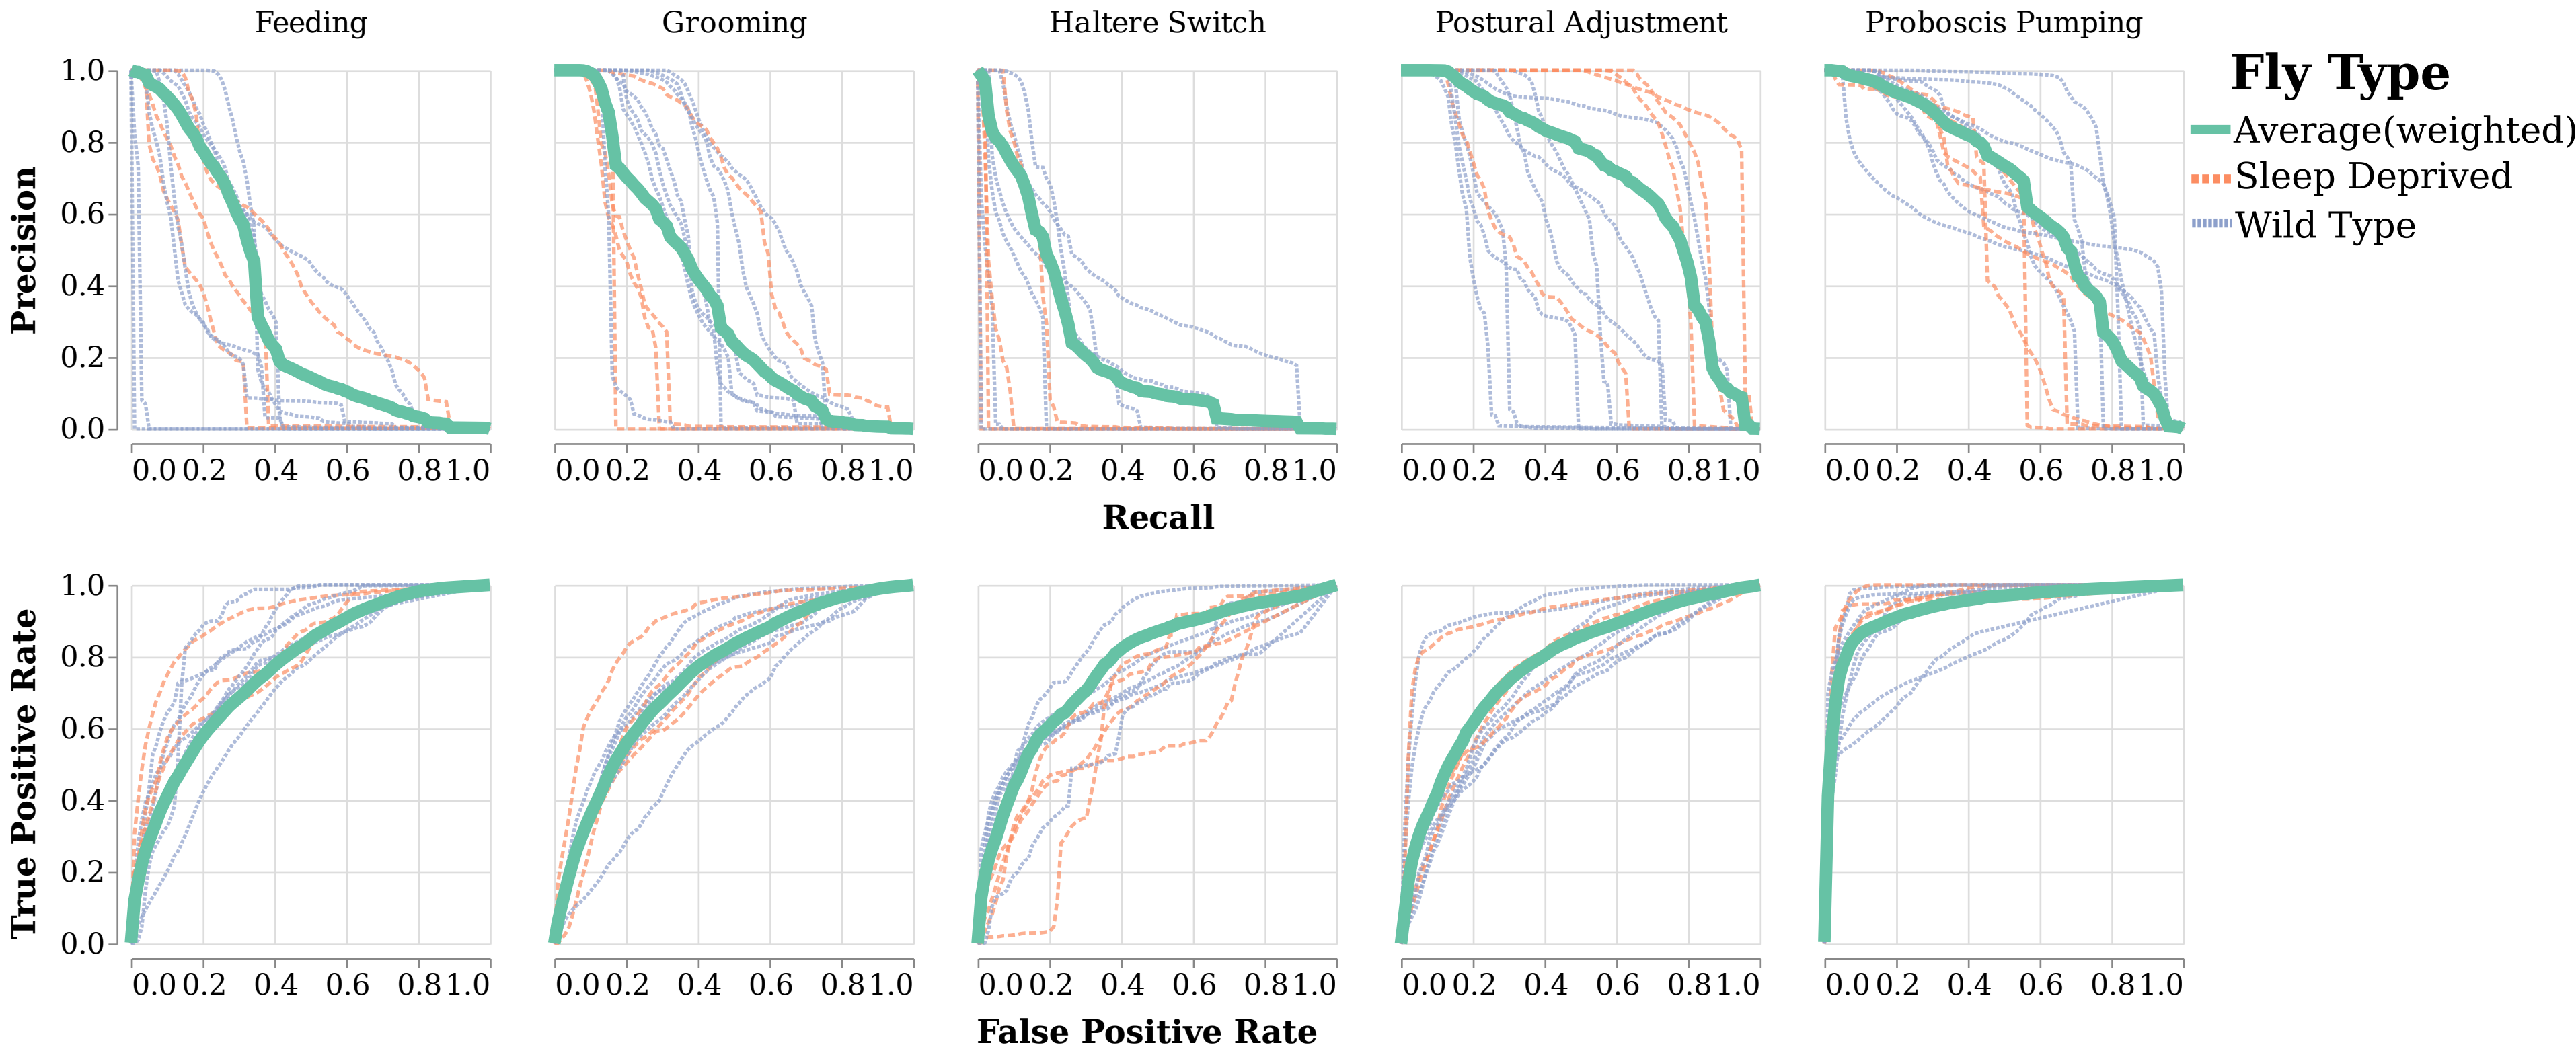 Feeding
Grooming
Haltere Switch
Postural Adjustment
Proboscis Pumping
Fly Type
Average(weighted)
Sleep Deprived
Wild Type
Precision
1.0
0.8
0.6
0.4
0.2
0.0
0.0 0.2 0.4 0.6 0.8 1.0
0.0 0.2 0.4 0.6 0.8 1.0
0.0 0.2 0.4 0.6 0.8 1.0
0.0 0.2 0.4 0.6 0.8 1.0
0.0 0.2 0.4 0.6 0.8 1.0
Recall
True Positive Rate
1.0
0.8
0.6
0.4
0.2
0.0
0.0 0.2 0.4 0.6 0.8 1.0
0.0 0.2 0.4 0.6 0.8 1.0
0.0 0.2 0.4 0.6 0.8 1.0
0.0 0.2 0.4 0.6 0.8 1.0
0.0 0.2 0.4 0.6 0.8 1.0
False Positive Rate